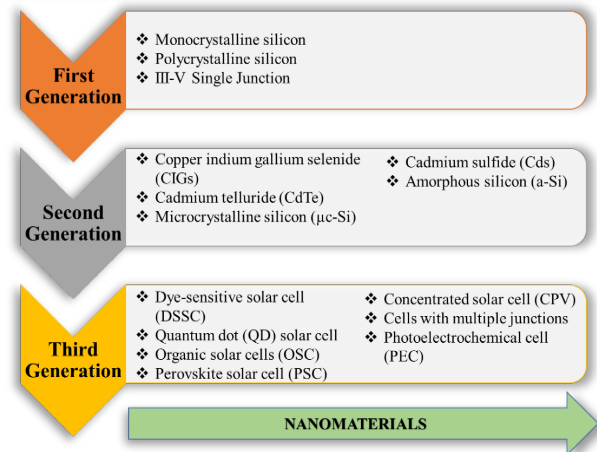 First
Generation
❖ Monocrystalline silicon
❖ Polycrystalline silicon
❖ III-V Single Junction
Second
Generation
❖ Copper indium gallium selenide
(CIGs)
❖ Cadmium telluride (CdTe)
❖ Microcrystalline silicon (μc-Si)
❖ Cadmium sulfide (Cds)
❖ Amorphous silicon (a-Si)
Third
Generation
❖ Dye-sensitive solar cell
(DSSC)
❖ Quantum dot (QD) solar cell
❖ Organic solar cells (OSC)
❖ Perovskite solar cell (PSC)
❖ Concentrated solar cell (CPV)
❖ Cells with multiple junctions
❖ Photoelectrochemical cell
(PEC)
NANOMATERIALS